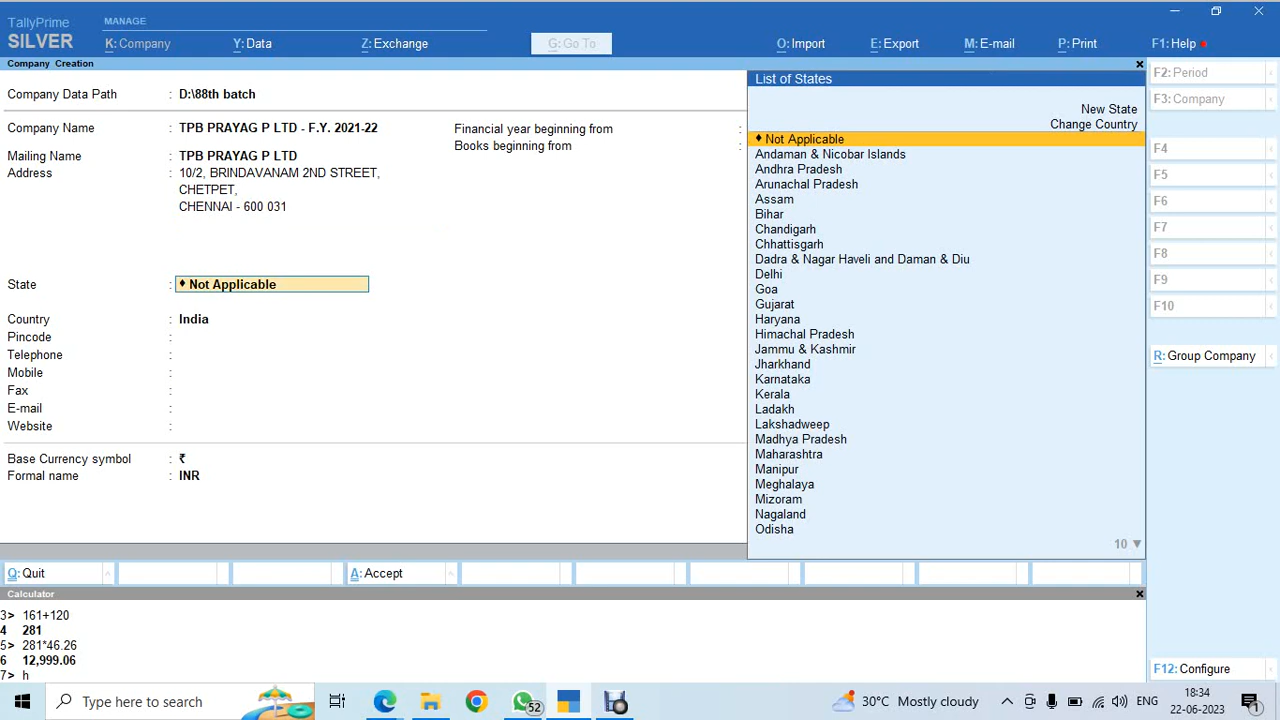 TallyPrime
SILVER
MANAGE
K: Company
Y: Data
Z: Exchange
G: Go To
O: Import
E: Export
M: E-mail
P: Print
F1: Help
Company Creation
Company Data Path : D:\88th batch
Company Name : TPB PRAYAG P LTD - F.Y. 2021-22
Mailing Name : TPB PRAYAG P LTD
Address : 10/2, BRINDAVANAM 2ND STREET,
CHETPET,
CHENNAI - 600 031
State : ♦ Not Applicable
Country : India
Pincode :
Telephone :
Mobile :
Fax :
E-mail :
Website :
Base Currency symbol : ₹
Formal name : INR
Financial year beginning from :
Books beginning from :
List of States
New State
Change Country
♦ Not Applicable
Andaman & Nicobar Islands
Andhra Pradesh
Arunachal Pradesh
Assam
Bihar
Chandigarh
Chhattisgarh
Dadra & Nagar Haveli and Daman & Diu
Delhi
Goa
Gujarat
Haryana
Himachal Pradesh
Jammu & Kashmir
Jharkhand
Karnataka
Kerala
Ladakh
Lakshadweep
Madhya Pradesh
Maharashtra
Manipur
Meghalaya
Mizoram
Nagaland
Odisha
10 ▼
F2: Period
F3: Company
F4
F5
F6
F7
F8
F9
F10
R: Group Company
F12: Configure
Q: Quit
A: Accept
Calculator
3> 161+120
4 281
5> 281*46.26
6 12,999.06
7> h
Type here to search
52
30°C Mostly cloudy
ENG
18:34
22-06-2023
1